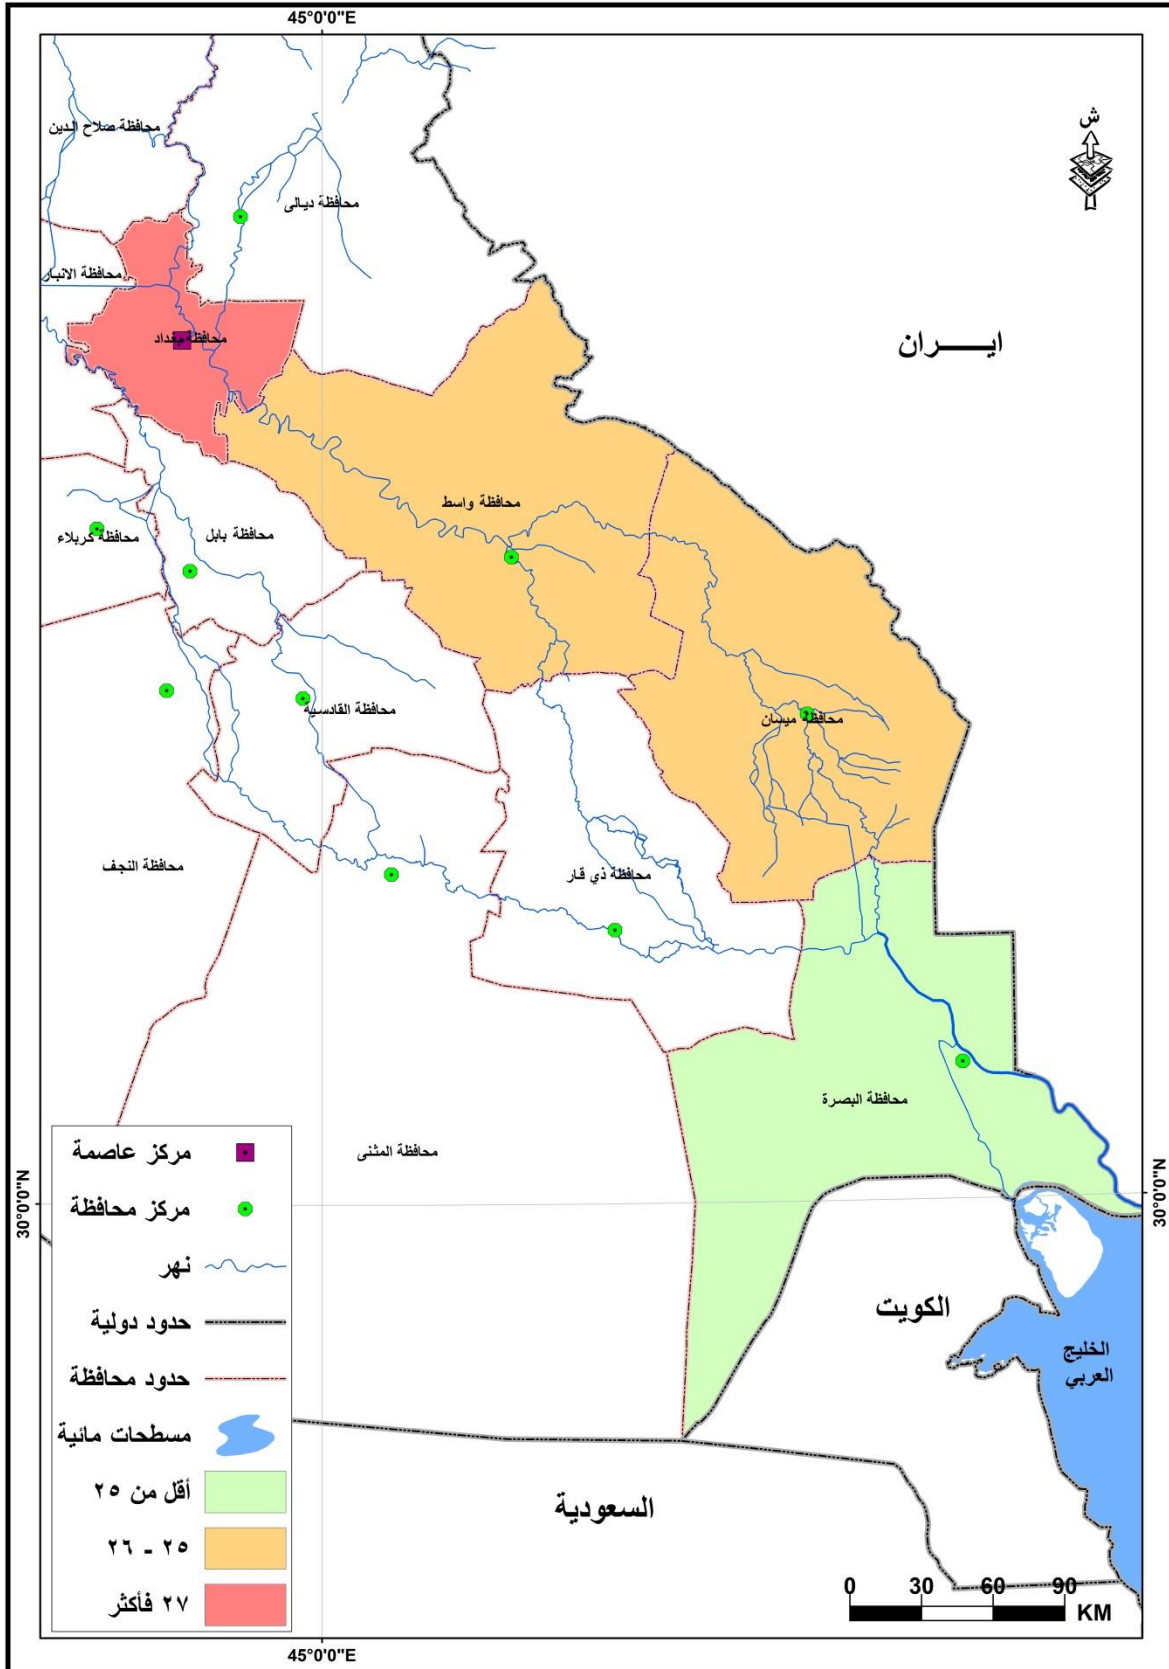 45°0'0"E
ش
محافظة صلاح الدين
محافظة ديالى
محافظة الانبار
محافظة بغداد
ايـــــران
محافظة واسط
محافظة بابل
محافظة كربلاء
محافظة القادسية
محافظة ميسان
محافظة النجف
محافظة ذي قار
محافظة البصرة
محافظة المثنى
30°0'0"N
30°0'0"N
الكويت
الخليج
العربي
السعودية
مركز عاصمة
مركز محافظة
نهر
حدود دولية
حدود محافظة
مسطحات مائية
أقل من ٢٥
٢٥ - ٢٦
٢٧ فأكثر
0 30 60 90
KM
45°0'0"E